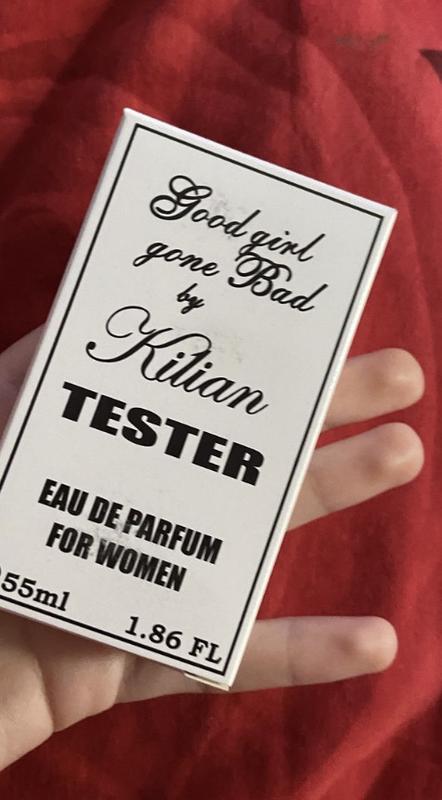 Good girl
gone Bad
by
Kilian
TESTER
EAU DE PARFUM
FOR WOMEN
55ml
1.86 FL